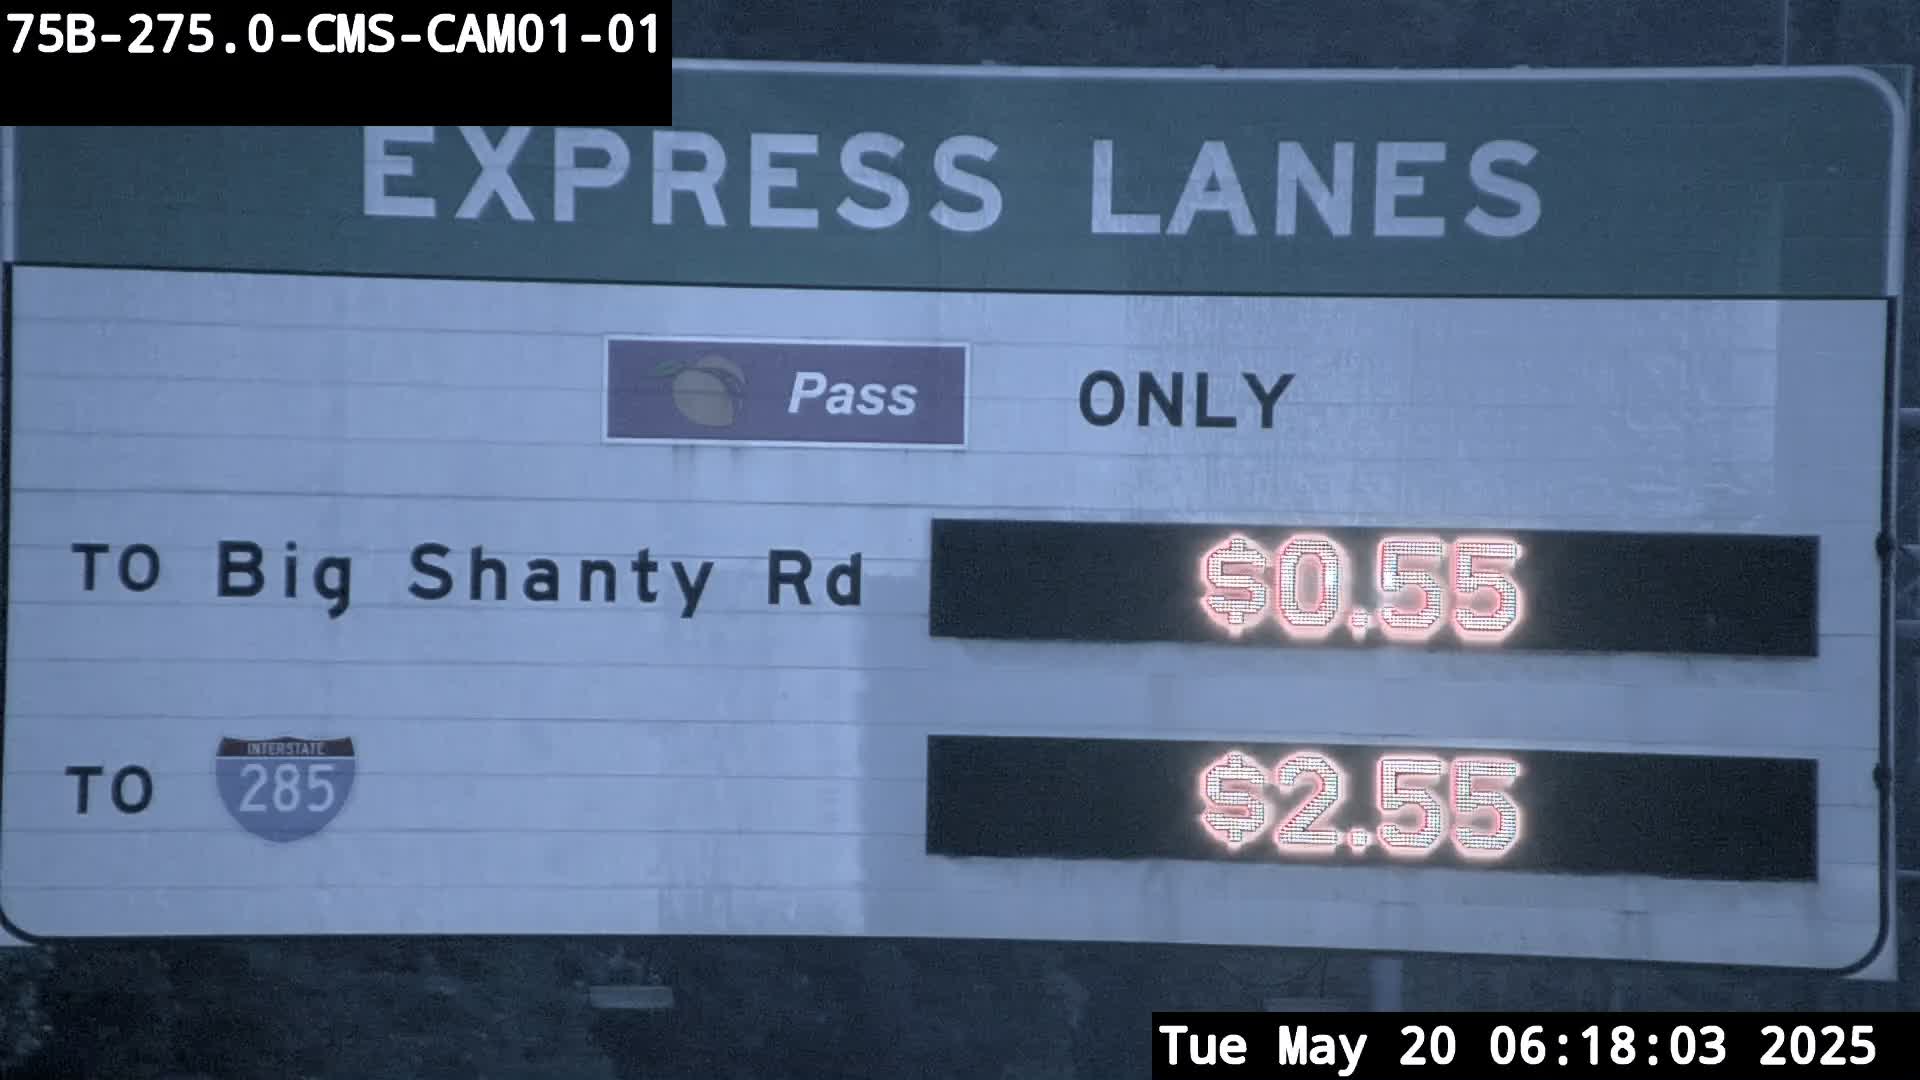 75B-275.0-CMS-CAM01-01
EXPRESS LANES
Pass ONLY
TO Big Shanty Rd $0.55
TO INTERSTATE 285 $2.55
Tue May 20 06:18:03 2025